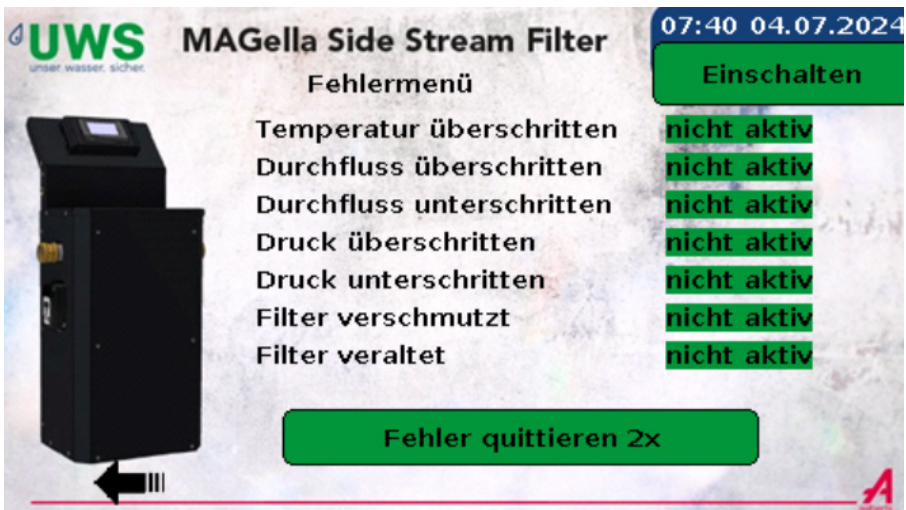 UWS
unser wasser. sicher.
MAGella Side Stream Filter
07:40 04.07.2024
Fehlermenü
Einschalten
Temperatur überschritten nicht aktiv
Durchfluss überschritten nicht aktiv
Durchfluss unterschritten nicht aktiv
Druck überschritten nicht aktiv
Druck unterschritten nicht aktiv
Filter verschmutzt nicht aktiv
Filter veraltet nicht aktiv
Fehler quittieren 2x